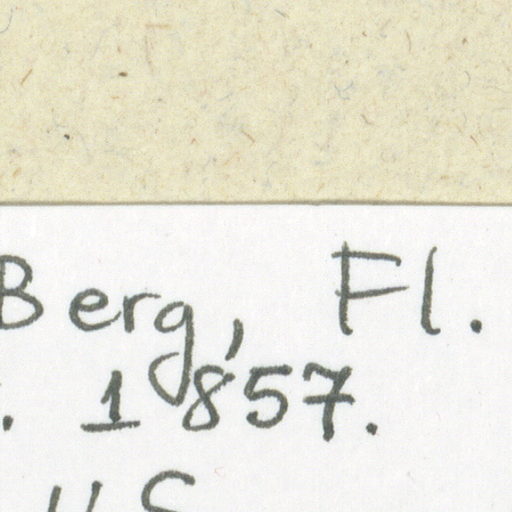 Berg, Fl.
. 1857.